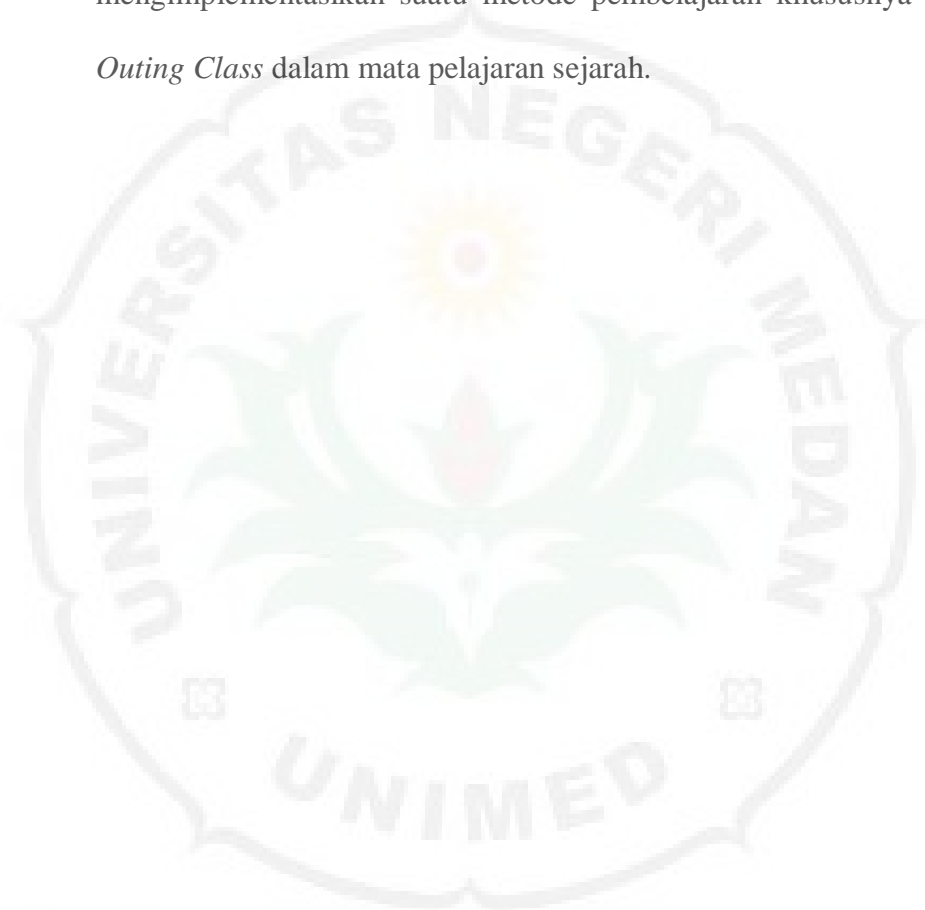 mengimplementasikan suatu metode pembelajaran khususnya
Outing Class dalam mata pelajaran sejarah.
UNIVERSITAS NEGERI MEDAN
UNIMED